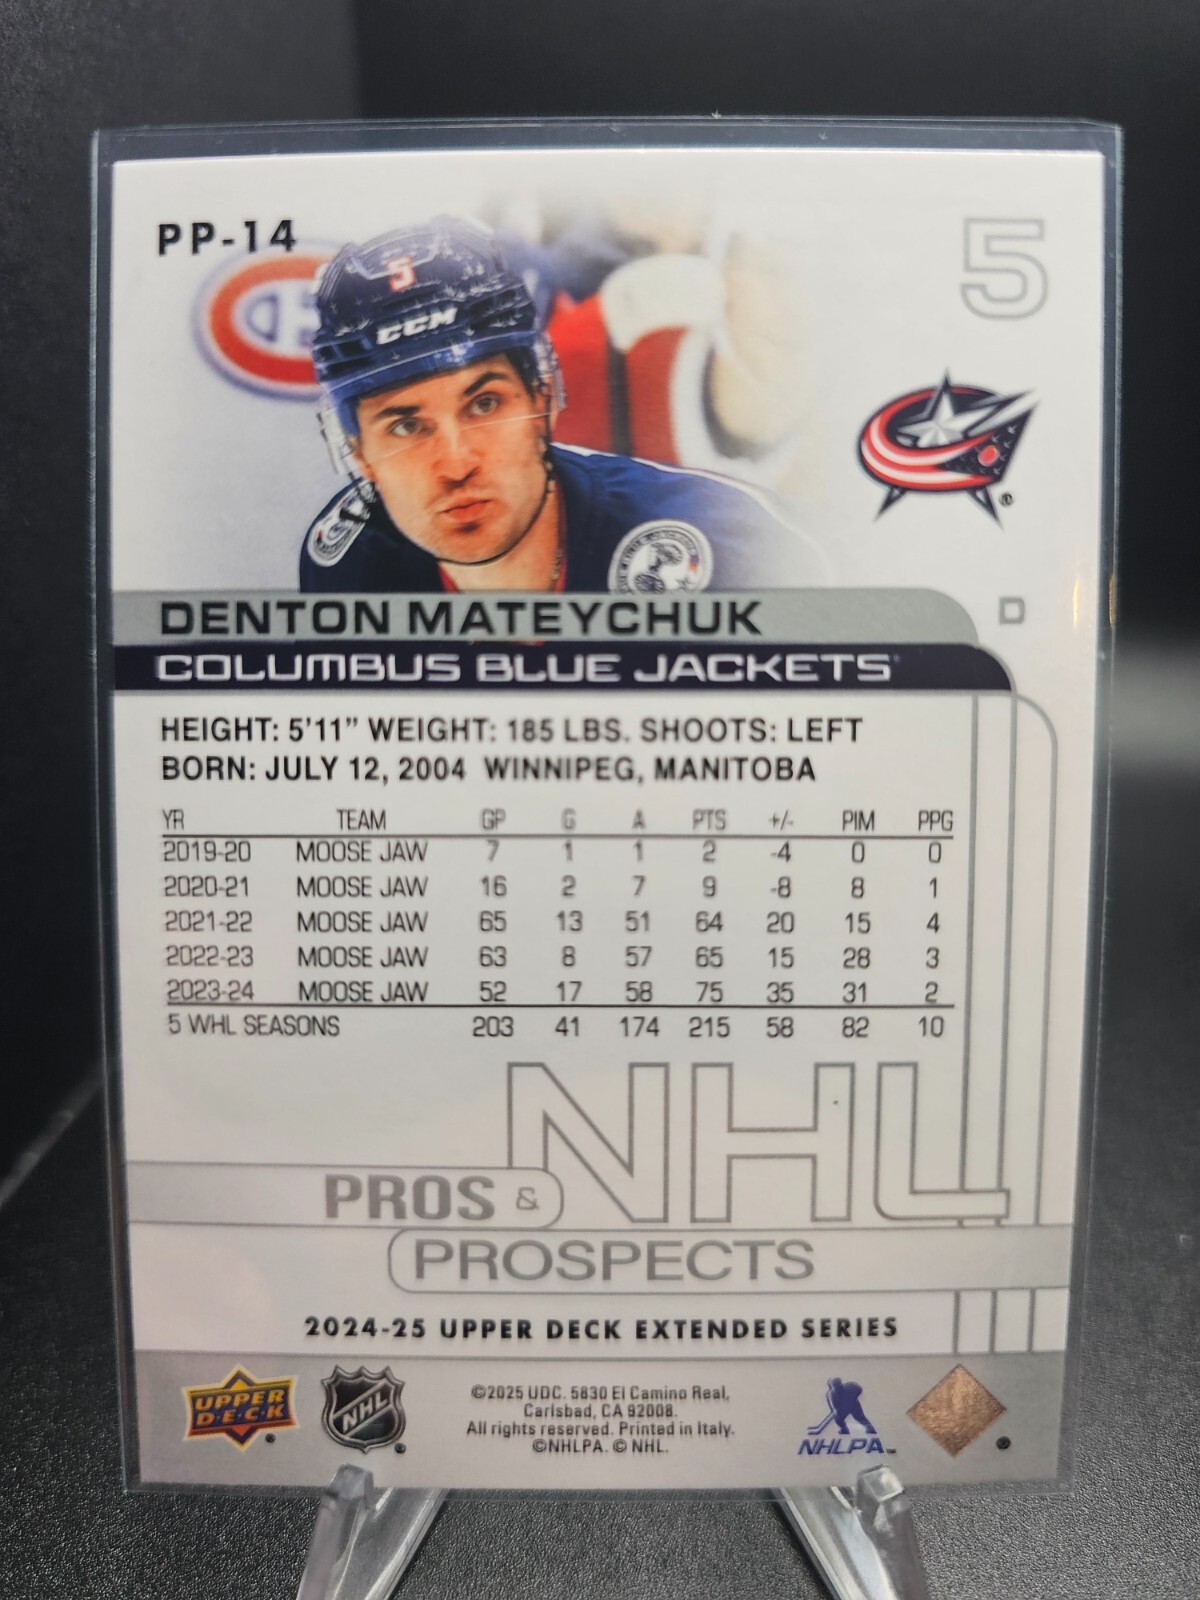 PP-14
5
5
CCM
DENTON MATEYCHUK
D
COLUMBUS BLUE JACKETS
HEIGHT: 5'11" WEIGHT: 185 LBS. SHOOTS: LEFT
BORN: JULY 12, 2004 WINNIPEG, MANITOBA
YR TEAM GP G A PTS +/- PIM PPG
2019-20 MOOSE JAW 7 1 1 2 -4 0 0
2020-21 MOOSE JAW 16 2 7 9 -8 8 1
2021-22 MOOSE JAW 65 13 51 64 20 15 4
2022-23 MOOSE JAW 63 8 57 65 15 28 3
2023-24 MOOSE JAW 52 17 58 75 35 31 2
5 WHL SEASONS 203 41 174 215 58 82 10
NHL
PROS &
PROSPECTS
2024-25 UPPER DECK EXTENDED SERIES
UPPER DECK
NHL
©2025 UDC. 5830 El Camino Real,
Carlsbad, CA 92008.
All rights reserved. Printed in Italy.
©NHLPA. © NHL.
NHLPA